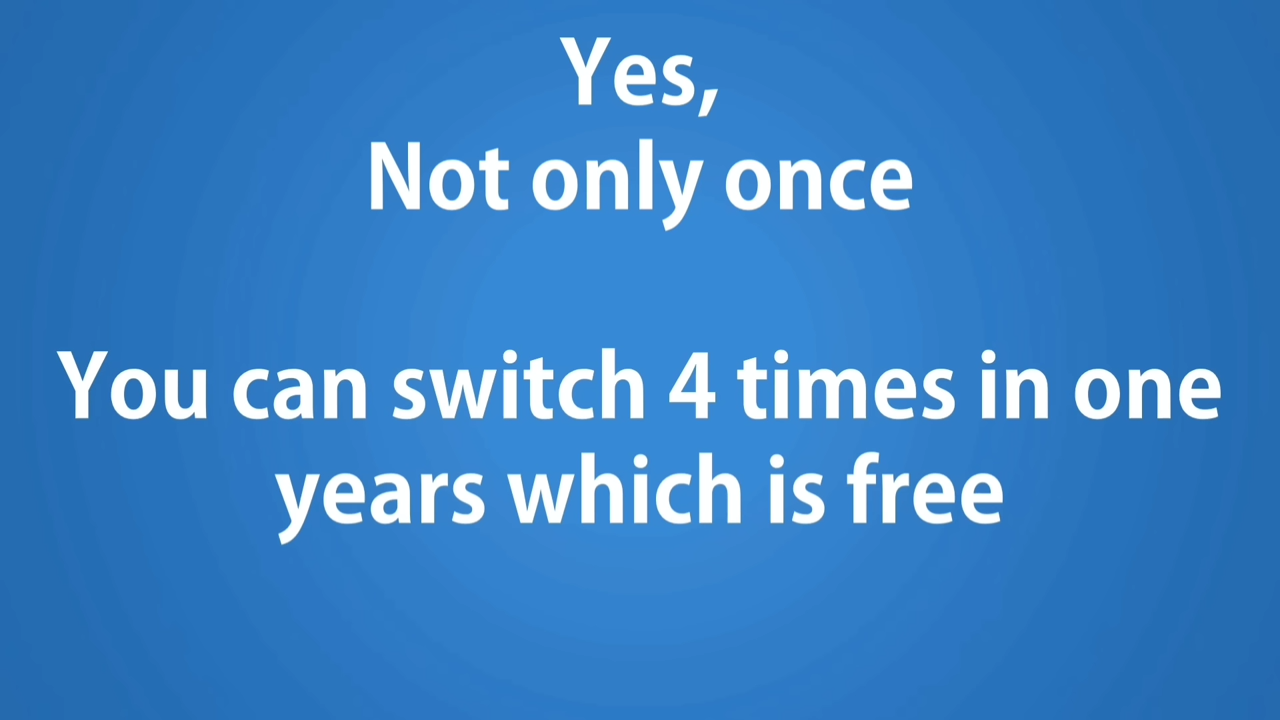 Yes,
Not only once
You can switch 4 times in one
years which is free